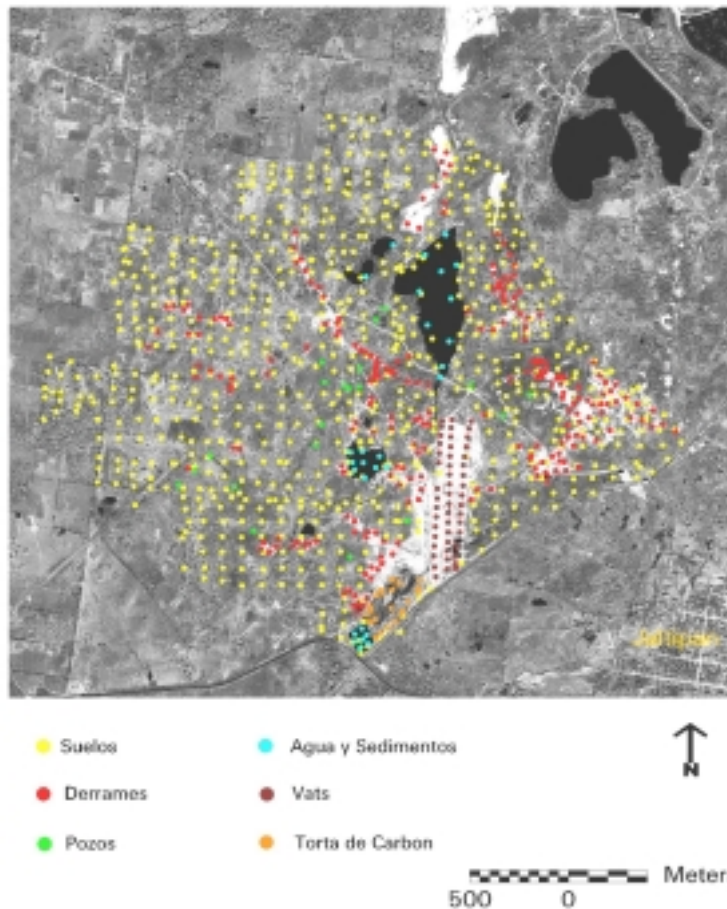 Suelos
Agua y Sedimentos
Derrames
Vats
Pozos
Torta de Carbon
N
Meter
500 0